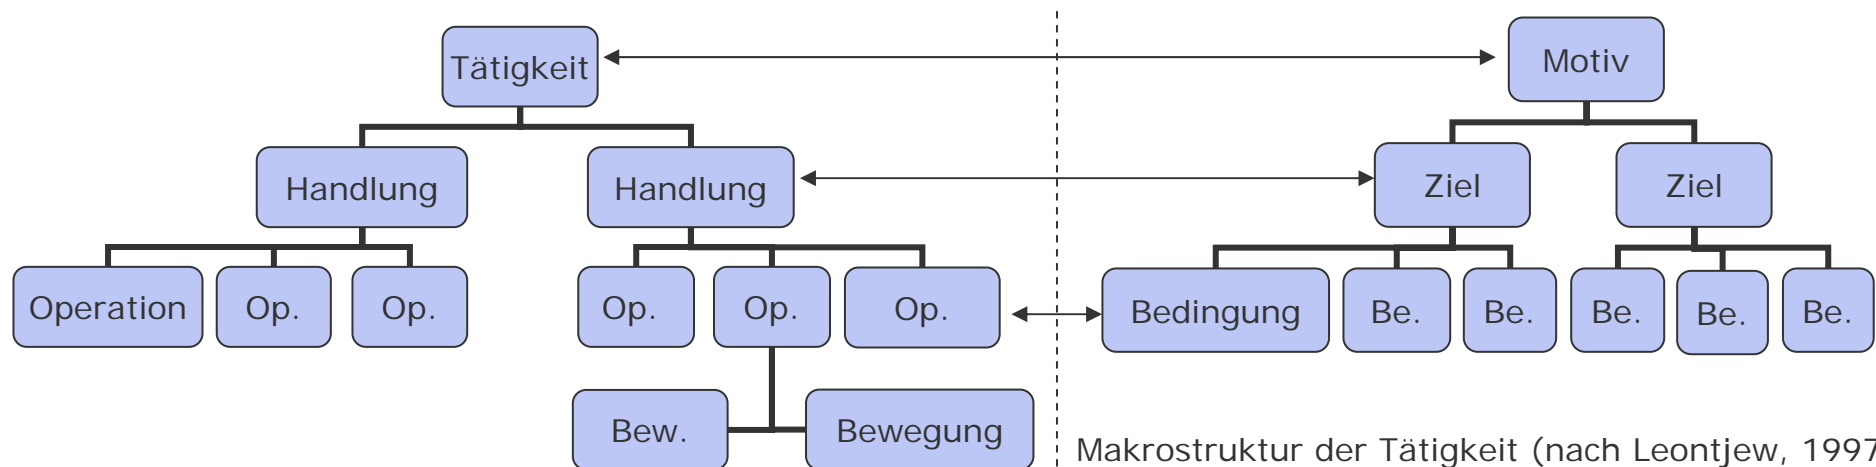 Tätigkeit
Motiv
Handlung
Handlung
Ziel
Ziel
Operation
Op.
Op.
Op.
Op.
Op.
Bedingung
Be.
Be.
Be.
Be.
Be.
Bew.
Bewegung
Makrostruktur der Tätigkeit (nach Leontjew, 1997